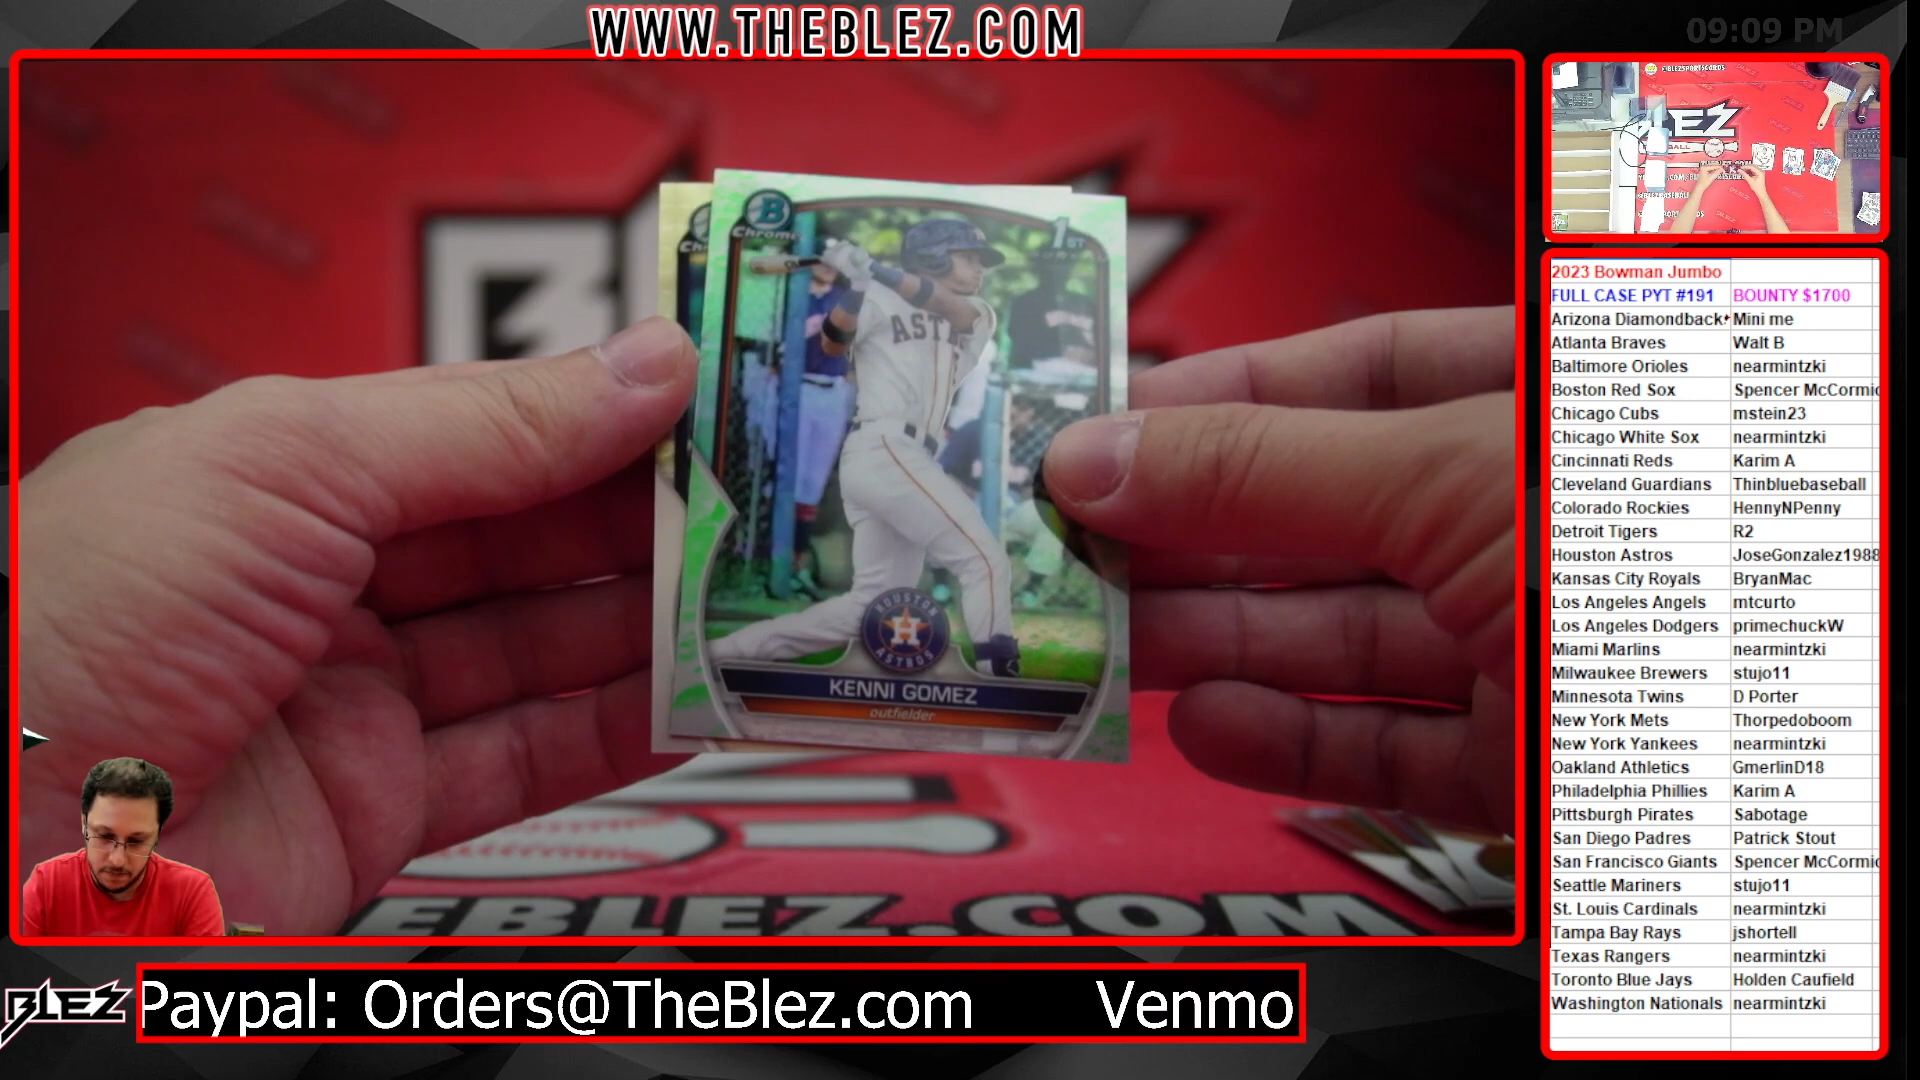 WWW.THEBLEZ.COM
09:09 PM
@BLEZSPORTSCARDS
BLEZ
B
Chrome
1ST
ASTR
HOUSTON
H
ASTROS
KENNI GOMEZ
outfielder
EBLEZ.COM
2023 Bowman Jumbo
FULL CASE PYT #191 BOUNTY $1700
Arizona Diamondback Mini me
Atlanta Braves Walt B
Baltimore Orioles nearmintzki
Boston Red Sox Spencer McCormic
Chicago Cubs mstein23
Chicago White Sox nearmintzki
Cincinnati Reds Karim A
Cleveland Guardians Thinbluebaseball
Colorado Rockies HennyNPenny
Detroit Tigers R2
Houston Astros JoseGonzalez1988
Kansas City Royals BryanMac
Los Angeles Angels mtcurto
Los Angeles Dodgers primechuckW
Miami Marlins nearmintzki
Milwaukee Brewers stujo11
Minnesota Twins D Porter
New York Mets Thorpedoboom
New York Yankees nearmintzki
Oakland Athletics GmerlinD18
Philadelphia Phillies Karim A
Pittsburgh Pirates Sabotage
San Diego Padres Patrick Stout
San Francisco Giants Spencer McCormic
Seattle Mariners stujo11
St. Louis Cardinals nearmintzki
Tampa Bay Rays jshortell
Texas Rangers nearmintzki
Toronto Blue Jays Holden Caufield
Washington Nationals nearmintzki
BLEZ
Paypal: Orders@TheBlez.com Venmo